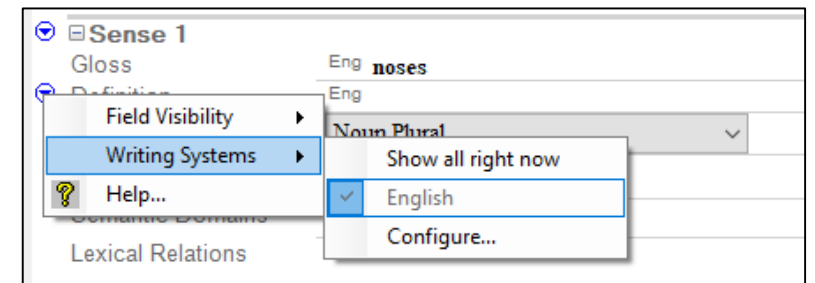 Sense 1
Gloss Eng noses
Definition Eng
Field Visibility
Noun Plural
Writing Systems
Show all right now
Help...
English
Semantic Domains
Configure...
Lexical Relations